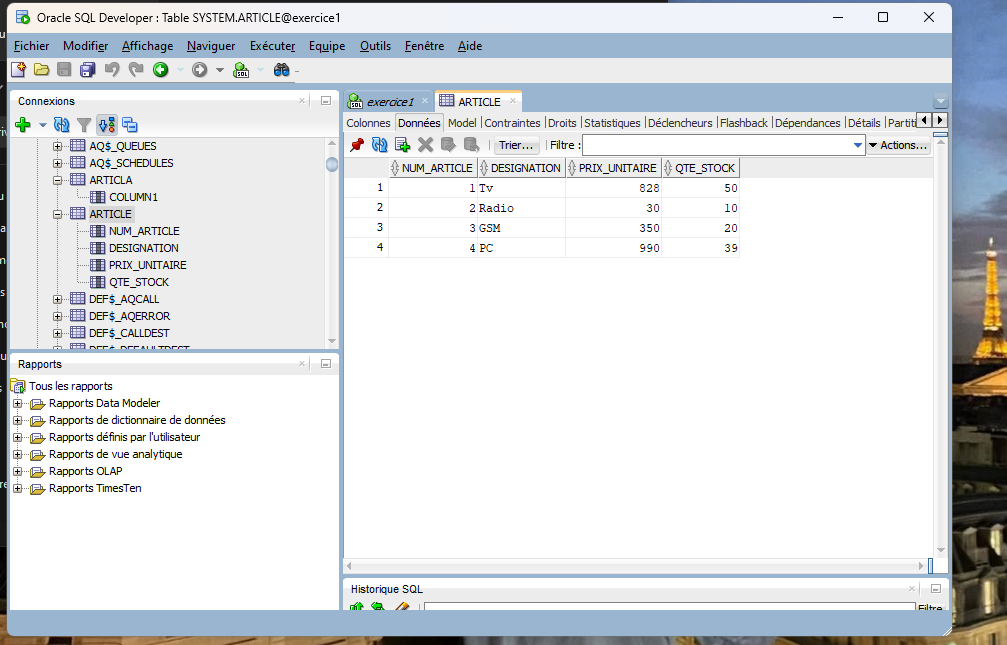 Oracle SQL Developer : Table SYSTEM.ARTICLE@exercice1
Fichier Modifier Affichage Naviguer Exécuter Equipe Outils Fenêtre Aide
Connexions
AQ$_QUEUES
AQ$_SCHEDULES
ARTICLA
COLUMN1
ARTICLE
NUM_ARTICLE
DESIGNATION
PRIX_UNITAIRE
QTE_STOCK
DEF$_AQCALL
DEF$_AQERROR
DEF$_CALLDEST
DEF$_DEFAULTDEST
Rapports
Tous les rapports
Rapports Data Modeler
Rapports de dictionnaire de données
Rapports définis par l'utilisateur
Rapports de vue analytique
Rapports OLAP
Rapports TimesTen
exercice1 ARTICLE
Colonnes Données Model Contraintes Droits Statistiques Déclencheurs Flashback Dépendances Détails Partiti
Trier... Filtre : Actions...
NUM_ARTICLE DESIGNATION PRIX_UNITAIRE QTE_STOCK
1 1 Tv 828 50
2 2 Radio 30 10
3 3 GSM 350 20
4 4 PC 990 39
Historique SQL
Filtre